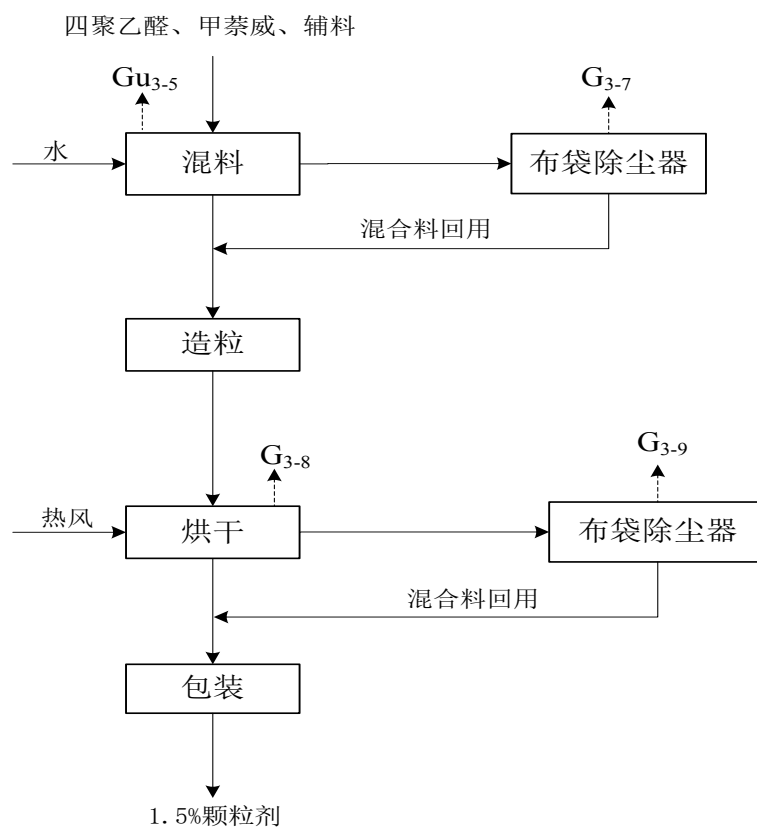 四聚乙醛、甲萘威、辅料
Gu3-5
G3-7
水
混料
布袋除尘器
混合料回用
造粒
G3-8
G3-9
热风
烘干
布袋除尘器
混合料回用
包装
1.5%颗粒剂